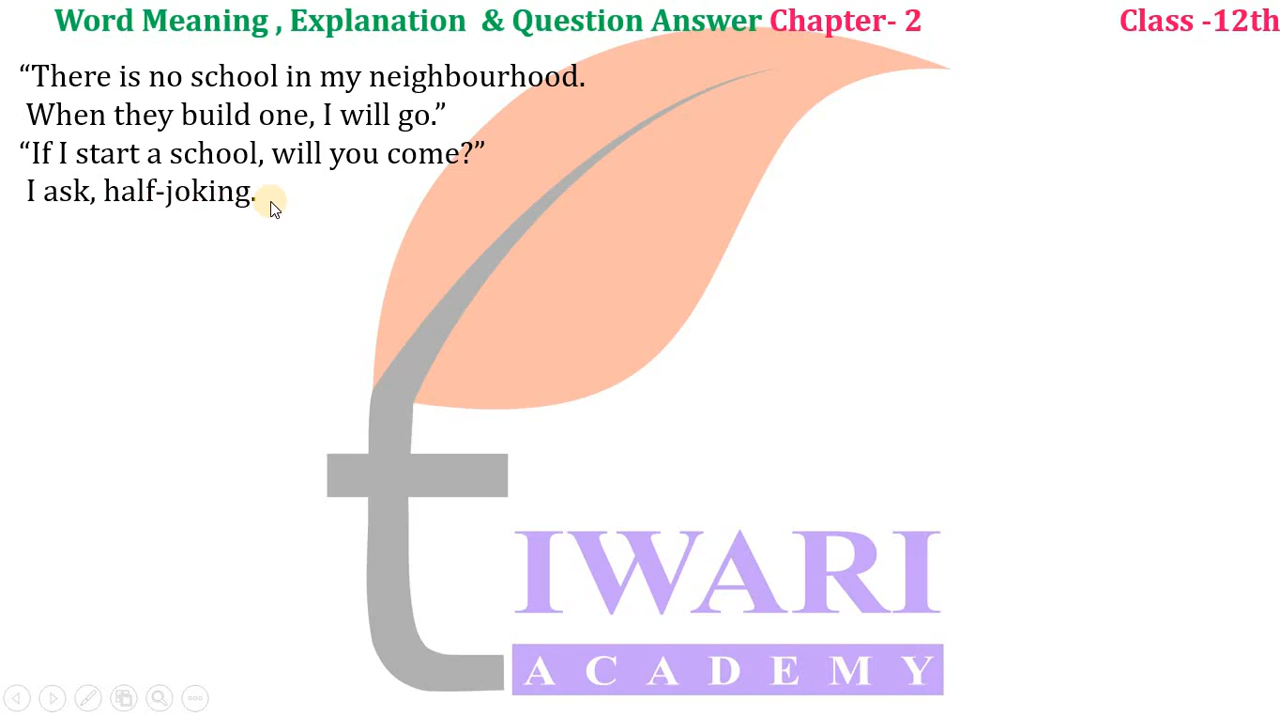 Word Meaning , Explanation & Question Answer Chapter- 2 Class -12th
“There is no school in my neighbourhood.
When they build one, I will go.”
“If I start a school, will you come?”
I ask, half-joking.
tIWARI
ACADEMY